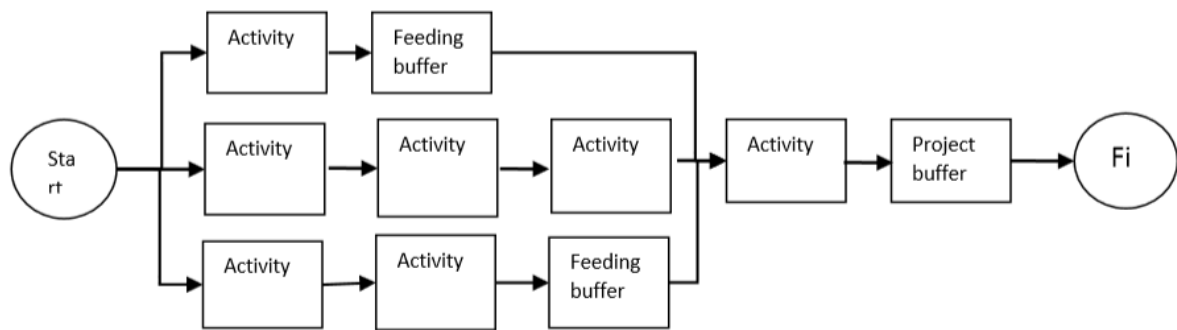 Activity
Feeding
buffer
Sta
rt
Activity
Activity
Activity
Activity
Project
buffer
Fi
Activity
Activity
Feeding
buffer